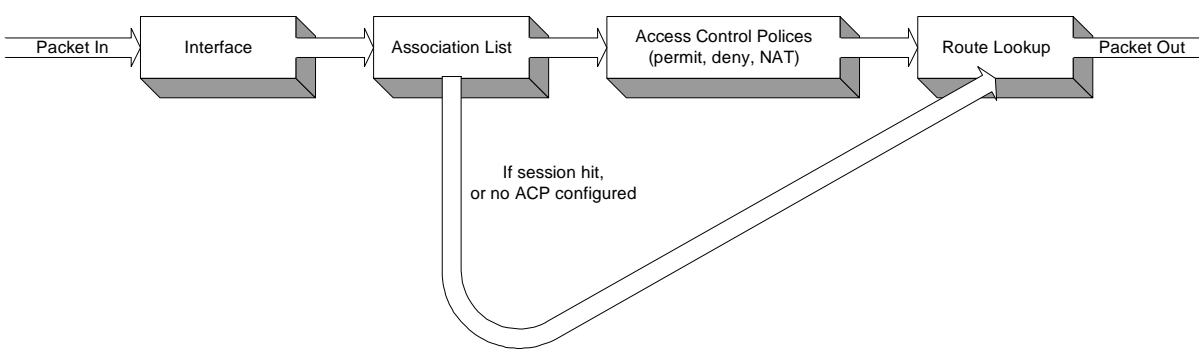 Packet In
Interface
Association List
Access Control Polices
(permit, deny, NAT)
Route Lookup
Packet Out
If session hit,
or no ACP configured